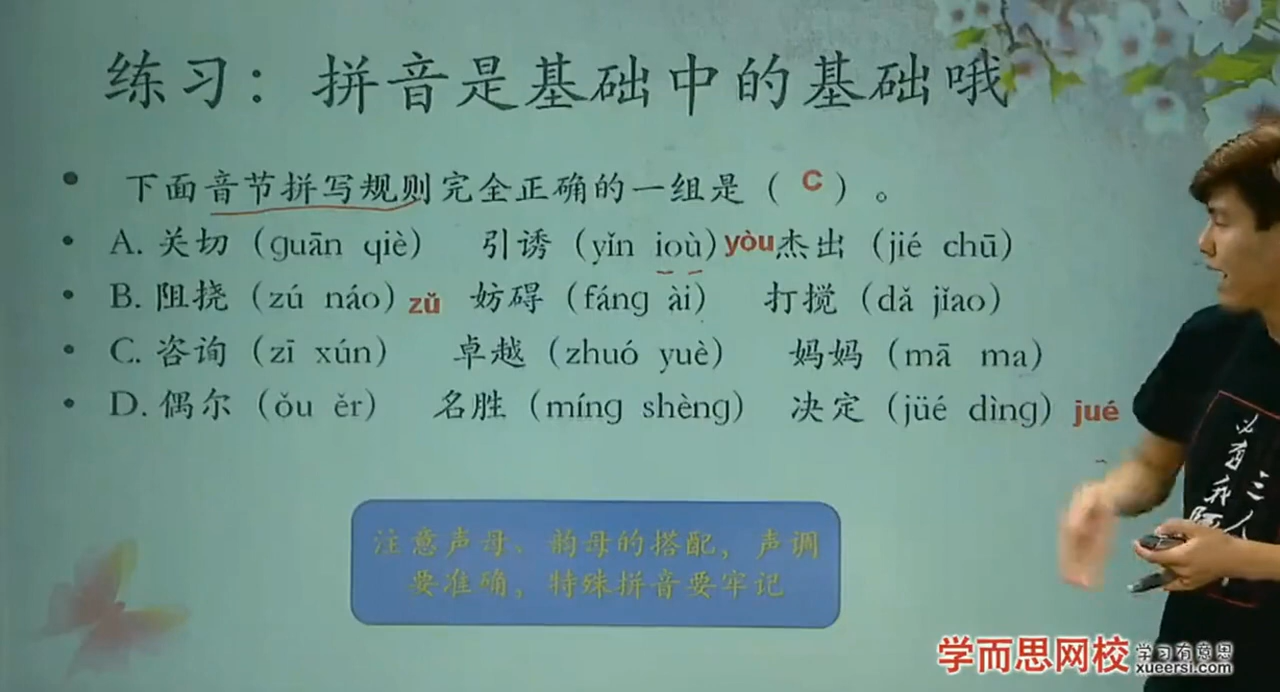 练习：拼音是基础中的基础哦
• 下面音节拼写规则完全正确的一组是（ C ）。
• A. 关切（guān qiè） 引诱（yǐn ioù）yòu 杰出（jié chū）
• B. 阻挠（zú náo）zǔ 妨碍（fáng ài） 打搅（dǎ jǐao）
• C. 咨询（zī xún） 卓越（zhuó yuè） 妈妈（mā ma）
• D. 偶尔（ǒu ěr） 名胜（míng shèng） 决定（jüé dìng）jué
注意声母、韵母的搭配，声调
要准确，特殊拼音要牢记
三人
必有我
学而思网校 学习有意思
xueersi.com